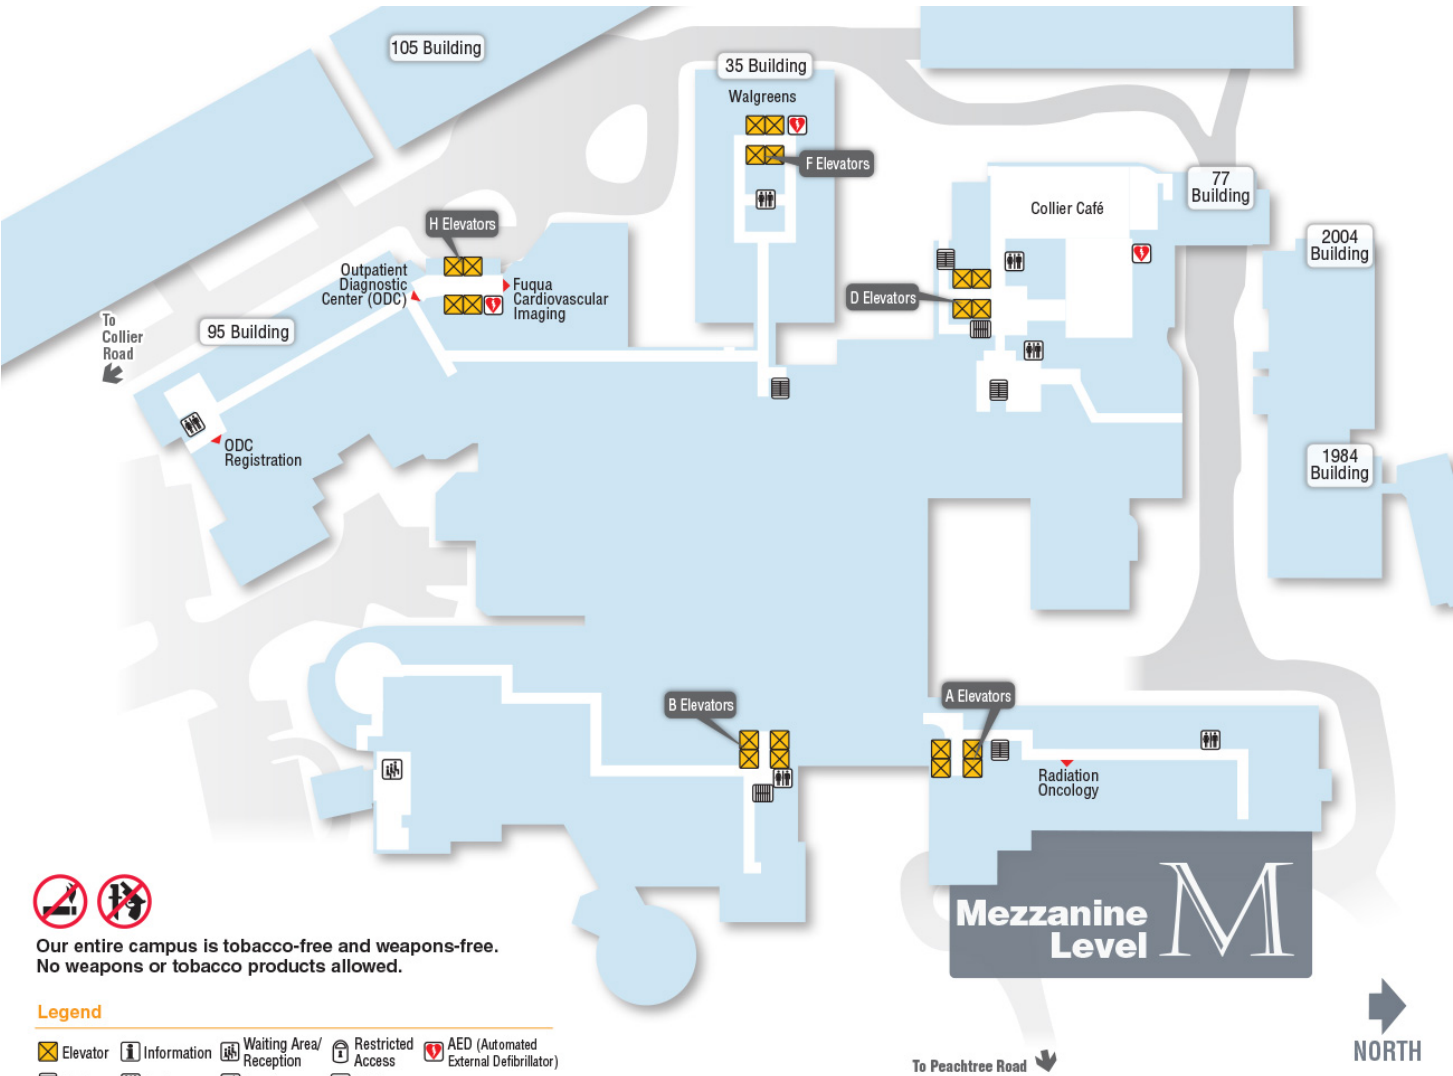 105 Building
35 Building
Walgreens
F Elevators
77
Building
Collier Café
H Elevators
2004
Building
Outpatient
Diagnostic
Center (ODC)
Fuqua
Cardiovascular
Imaging
D Elevators
To
Collier
Road
95 Building
ODC
Registration
1984
Building
B Elevators
A Elevators
Radiation
Oncology
Mezzanine
Level
M
Our entire campus is tobacco-free and weapons-free.
No weapons or tobacco products allowed.
Legend
Elevator
Information
Waiting Area/
Reception
Restricted
Access
AED (Automated
External Defibrillator)
To Peachtree Road
NORTH